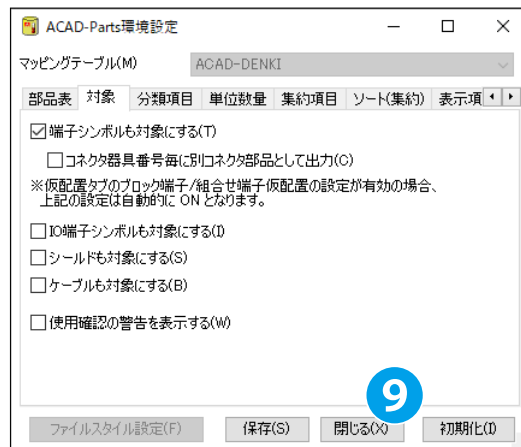 ACAD-Parts環境設定
マッピングテーブル(M) ACAD-DENKI
部品表 対象 分類項目 単位数量 集約項目 ソート(集約) 表示項
端子シンボルも対象にする(T)
コネクタ器具番号毎に別コネクタ部品として出力(C)
※仮配置タブのブロック端子/組合せ端子仮配置の設定が有効の場合、
上記の設定は自動的に ON となります。
IO端子シンボルも対象にする(I)
シールドも対象にする(S)
ケーブルも対象にする(B)
使用確認の警告を表示する(W)
9
ファイルスタイル設定(F) 保存(S) 閉じる(X) 初期化(I)